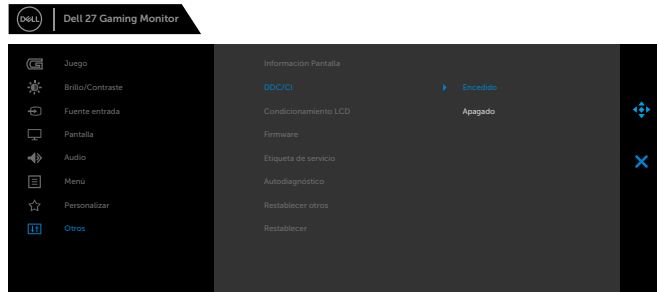 DELL Dell 27 Gaming Monitor
Juego
Información Pantalla
Brillo/Contraste
DDC/CI
Encedido
Fuente entrada
Condicionamiento LCD
Apagado
Pantalla
Firmware
Audio
Etiqueta de servicio
Menú
Autodiagnóstico
Personalizar
Restablecer otros
Otros
Restablecer